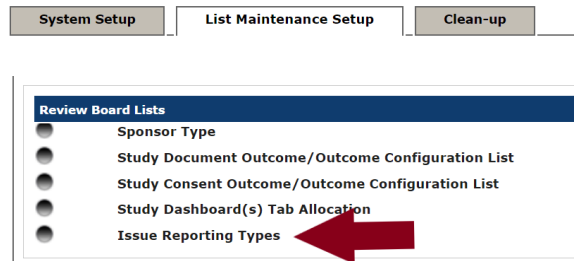 System Setup
List Maintenance Setup
Clean-up
Review Board Lists
Sponsor Type
Study Document Outcome/Outcome Configuration List
Study Consent Outcome/Outcome Configuration List
Study Dashboard(s) Tab Allocation
Issue Reporting Types